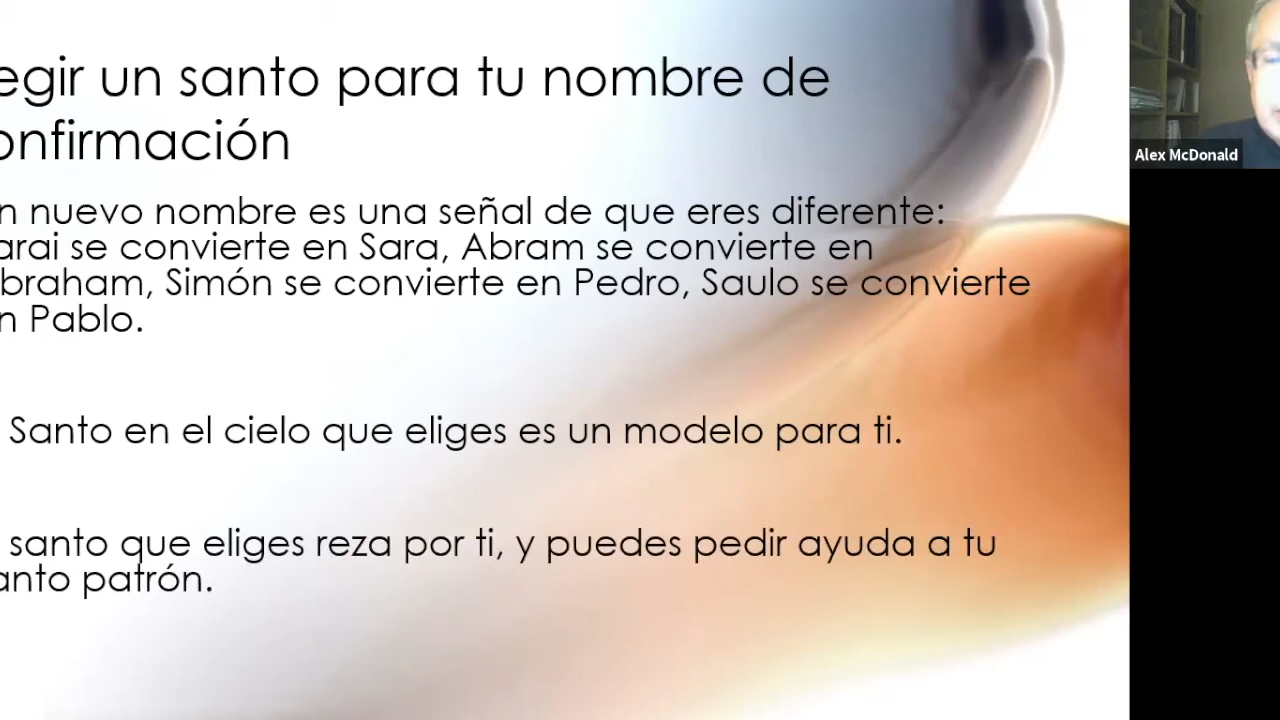 egir un santo para tu nombre de
onfirmación
n nuevo nombre es una señal de que eres diferente:
arai se convierte en Sara, Abram se convierte en
braham, Simón se convierte en Pedro, Saulo se convierte
n Pablo.
Santo en el cielo que eliges es un modelo para ti.
santo que eliges reza por ti, y puedes pedir ayuda a tu
anto patrón.
Alex McDonald